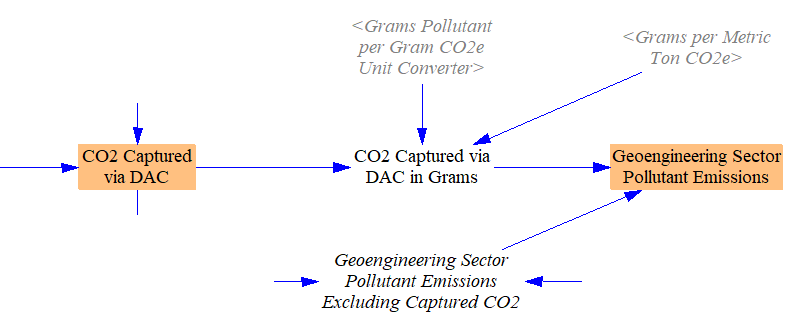 <Grams Pollutant
per Gram CO2e
Unit Converter>
<Grams per Metric
Ton CO2e>
CO2 Captured
via DAC
CO2 Captured via
DAC in Grams
Geoengineering Sector
Pollutant Emissions
Geoengineering Sector
Pollutant Emissions
Excluding Captured CO2